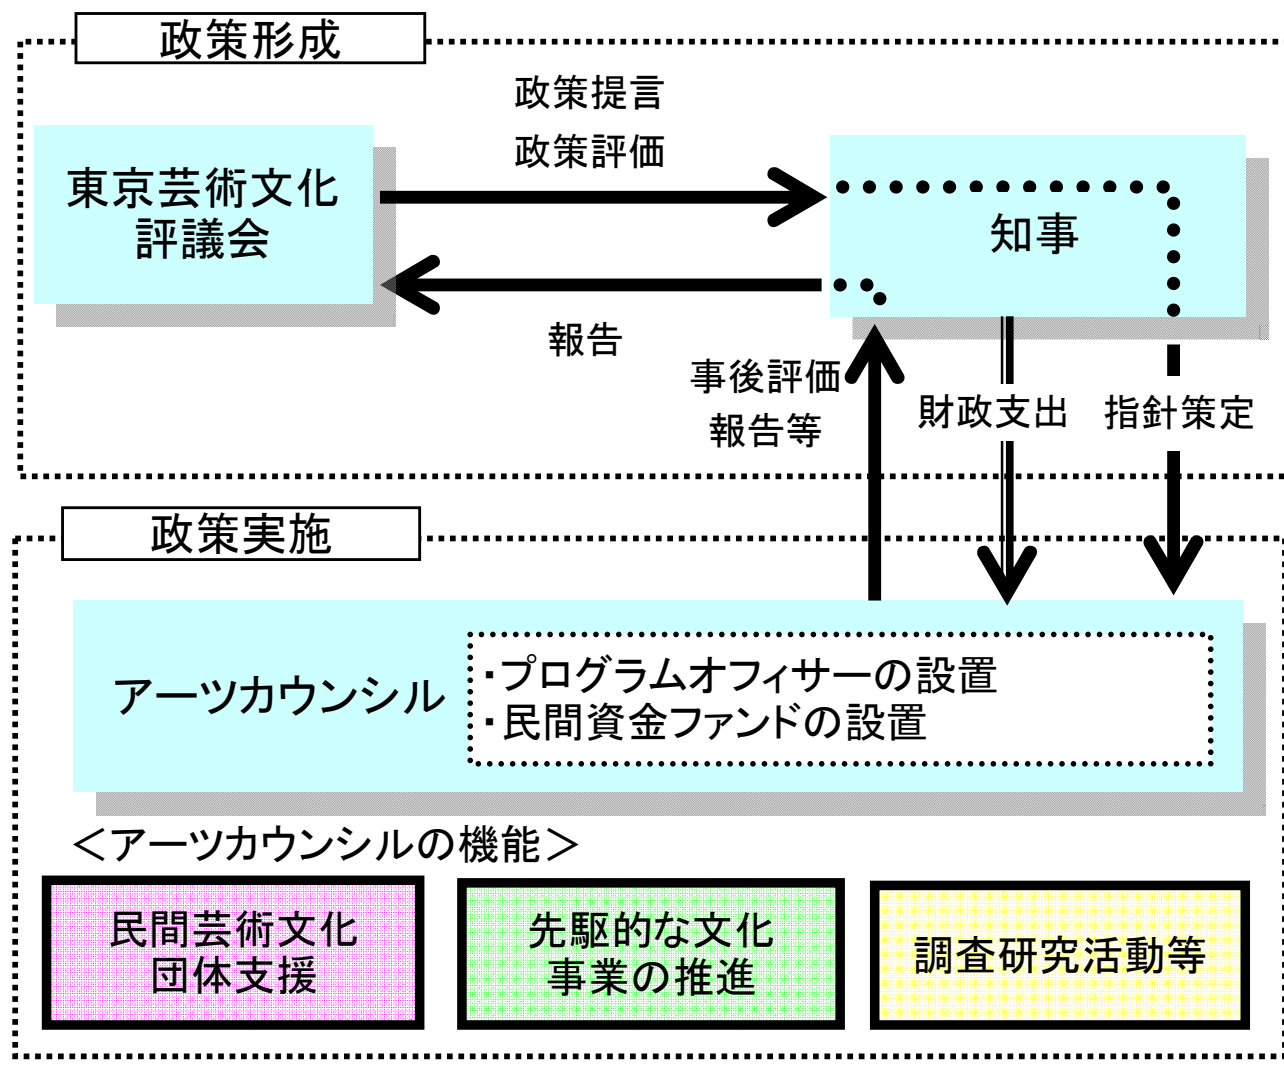 政策形成
政策提言
政策評価
東京芸術文化
評議会
知事
報告
事後評価
報告等
財政支出
指針策定
政策実施
アーツカウンシル
・プログラムオフィサーの設置
・民間資金ファンドの設置
＜アーツカウンシルの機能＞
民間芸術文化
団体支援
先駆的な文化
事業の推進
調査研究活動等